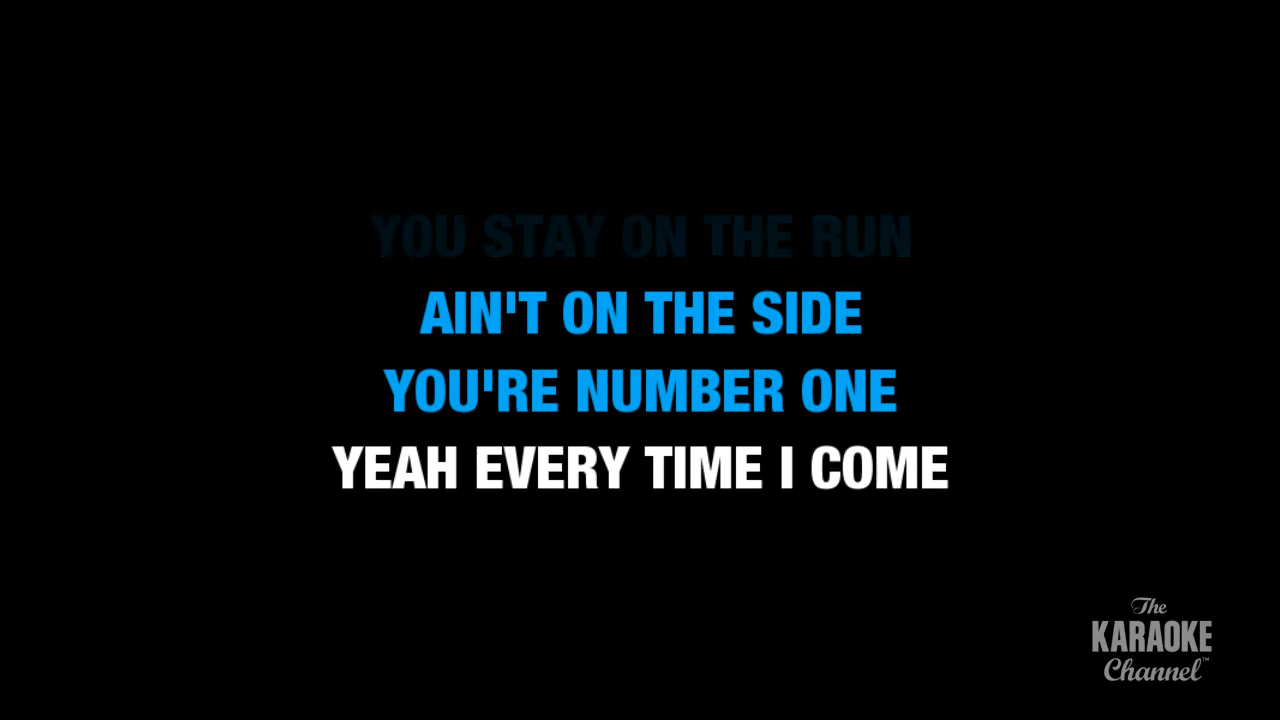 YOU STAY ON THE RUN
AIN'T ON THE SIDE
YOU'RE NUMBER ONE
YEAH EVERY TIME I COME
The
KARAOKE
Channel™